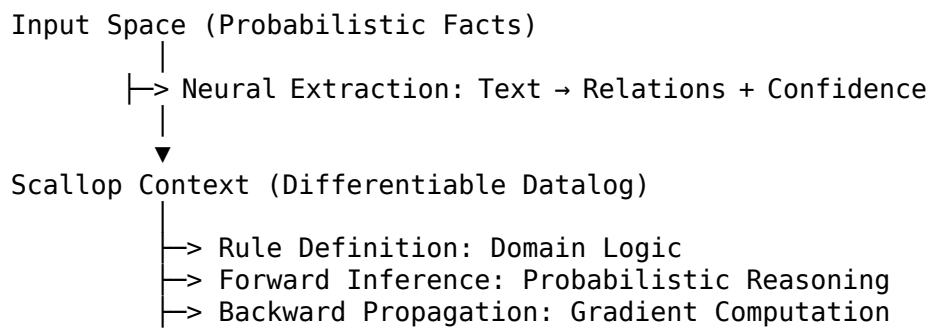 Input Space (Probabilistic Facts)
│
├─> Neural Extraction: Text → Relations + Confidence
│
▼
Scallop Context (Differentiable Datalog)
│
├─> Rule Definition: Domain Logic
├─> Forward Inference: Probabilistic Reasoning
├─> Backward Propagation: Gradient Computation